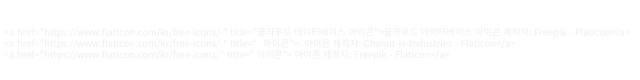 <a href="https://www.flaticon.com/kr/free-icons/-" title="클라우드 데이터베이스 아이콘">클라우드 데이터베이스 아이콘 제작자: Freepik - Flaticon</a>
<a href="https://www.flaticon.com/kr/free-icons/-" title="- 아이콘">- 아이콘 제작자: Chanut-is-Industries - Flaticon</a>
<a href="https://www.flaticon.com/kr/free-icons/" title=" 아이콘"> 아이콘 제작자: Freepik - Flaticon</a>